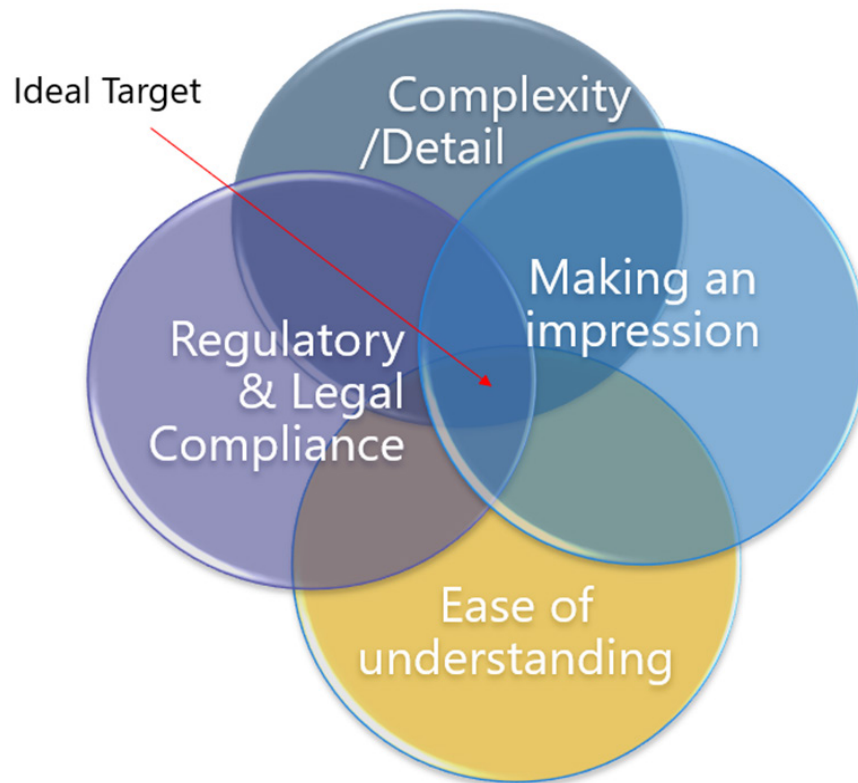 Ideal Target
Complexity
/Detail
Making an
impression
Regulatory
& Legal
Compliance
Ease of
understanding